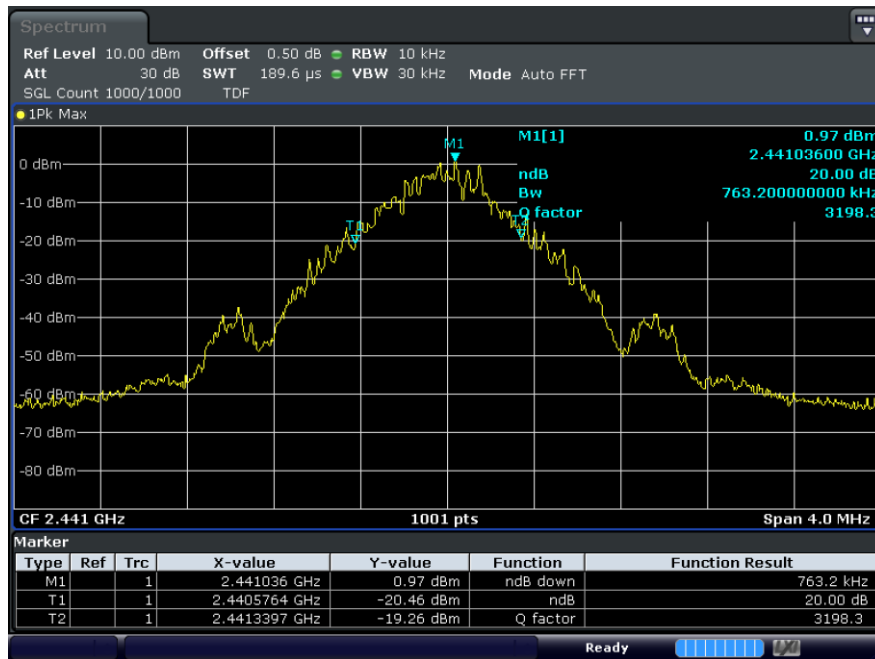 Spectrum
Ref Level 10.00 dBm Offset 0.50 dB RBW 10 kHz
Att 30 dB SWT 189.6 µs VBW 30 kHz Mode Auto FFT
SGL Count 1000/1000 TDF
1Pk Max
M1 M1[1] 0.97 dBm
2.44103600 GHz
0 dBm
ndB 20.00 dB
Bw 763.200000000 kHz
-10 dBm
Q factor 3198.3
T1 T2
-20 dBm
-30 dBm
-40 dBm
-50 dBm
-60 dBm
-70 dBm
-80 dBm
CF 2.441 GHz 1001 pts Span 4.0 MHz
Marker
Type Ref Trc X-value Y-value Function Function Result
M1 1 2.441036 GHz 0.97 dBm ndB down 763.2 kHz
T1 1 2.4405764 GHz -20.46 dBm ndB 20.00 dB
T2 1 2.4413397 GHz -19.26 dBm Q factor 3198.3
Ready